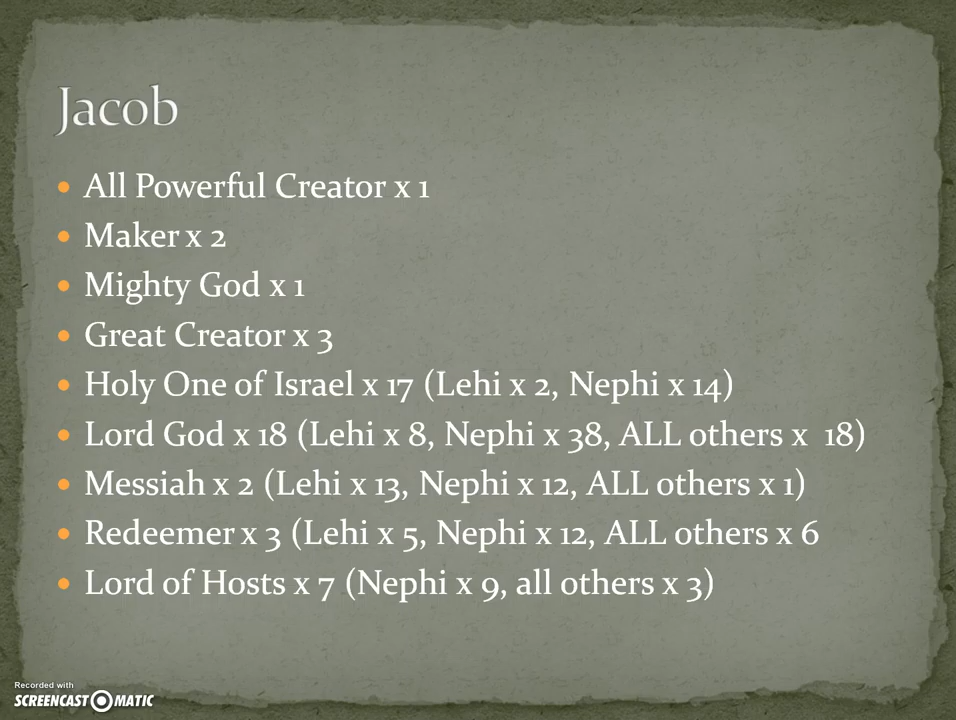 Jacob
All Powerful Creator x 1
Maker x 2
Mighty God x 1
Great Creator x 3
Holy One of Israel x 17 (Lehi x 2, Nephi x 14)
Lord God x 18 (Lehi x 8, Nephi x 38, ALL others x  18)
Messiah x 2 (Lehi x 13, Nephi x 12, ALL others x 1)
Redeemer x 3 (Lehi x 5, Nephi x 12, ALL others x 6
Lord of Hosts x 7 (Nephi x 9, all others x 3)
Recorded with
SCREENCAST MATIC